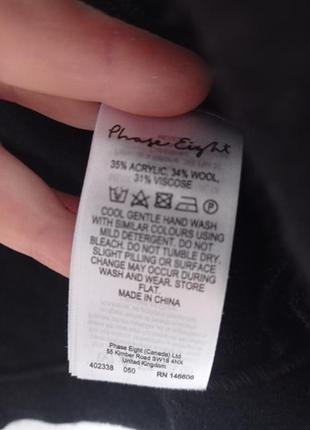 Phase Eight
35% ACRYLIC, 34% WOOL,
31% VISCOSE
P
COOL GENTLE HAND WASH
WITH SIMILAR COLOURS USING
MILD DETERGENT. DO NOT
BLEACH. DO NOT TUMBLE DRY.
SLIGHT PILLING OR SURFACE
CHANGE MAY OCCUR DURING
WASH AND WEAR. STORE
FLAT.
MADE IN CHINA
Phase Eight (Canada) Ltd.
55 Kimber Road SW18 4NX
United Kingdom
402338 050 RN 146606